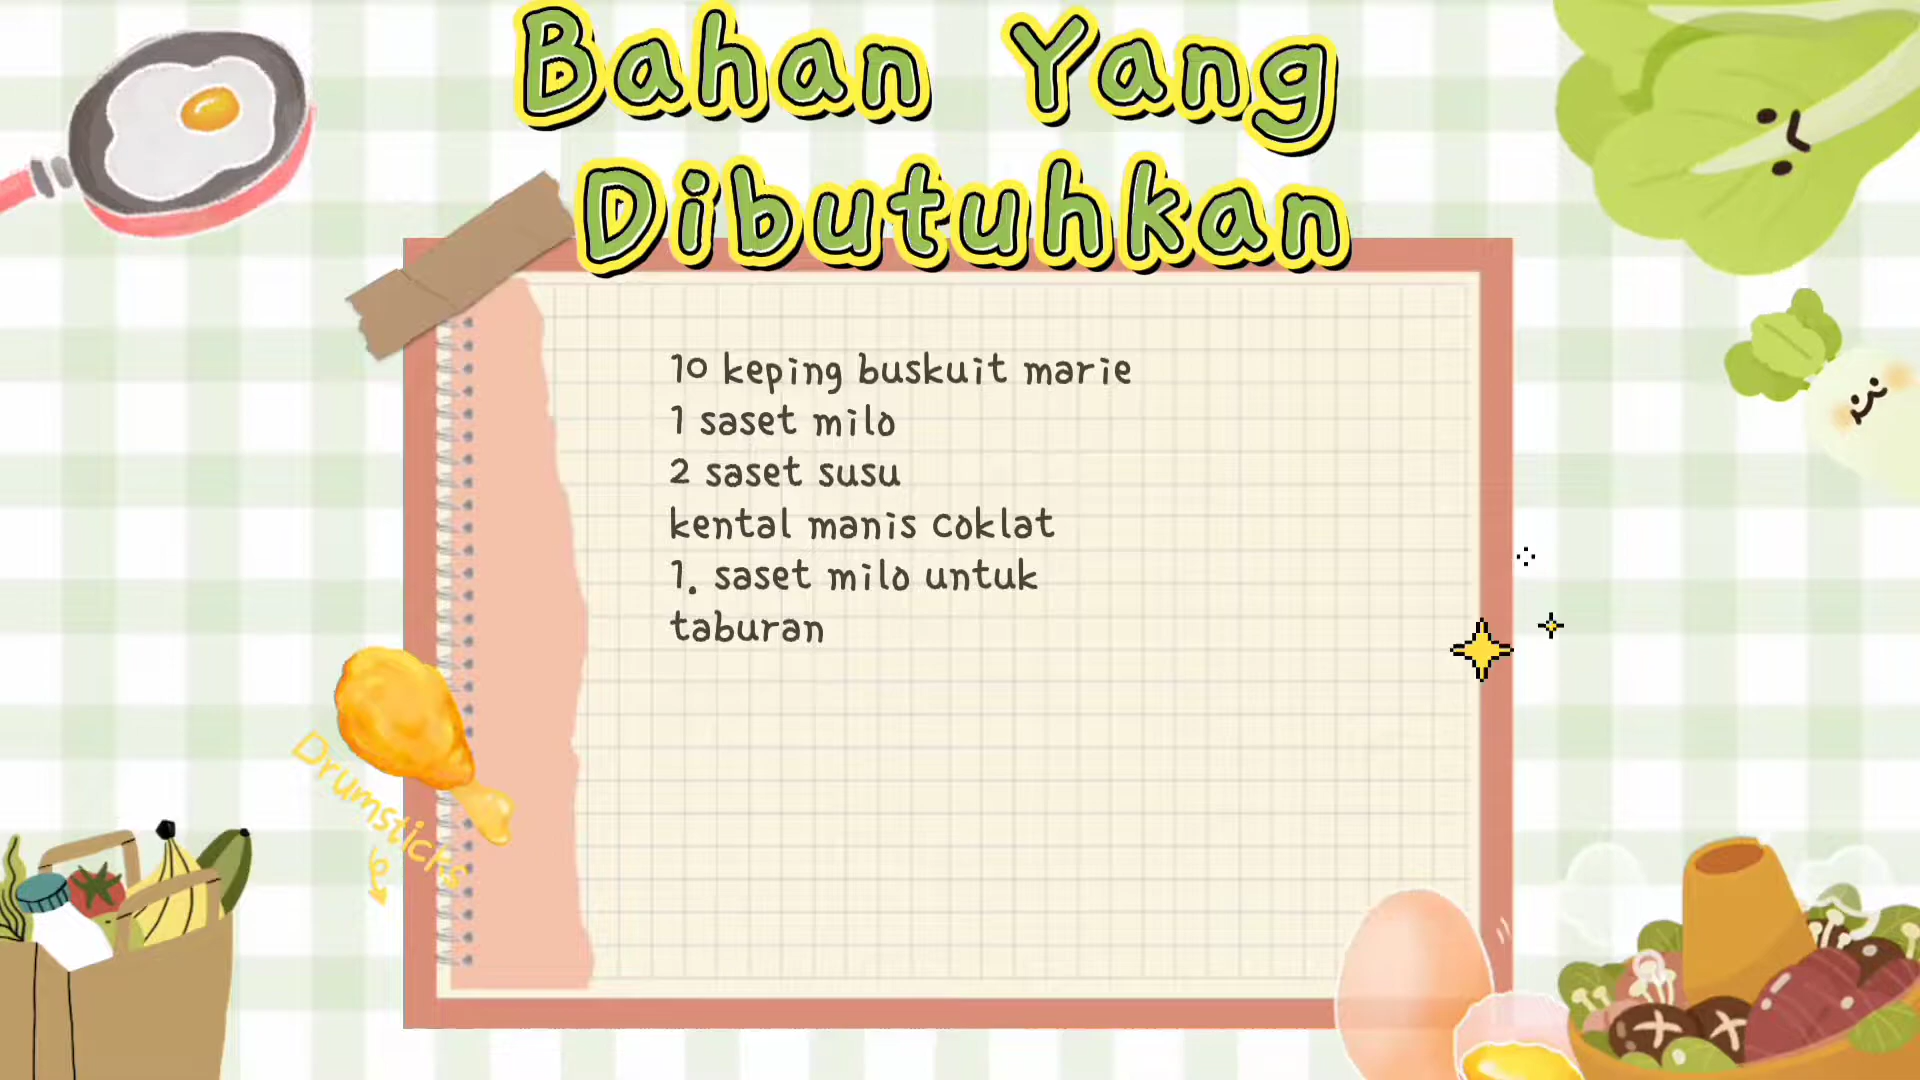 Bahan Yang
Dibutuhkan
10 keping buskuit marie
1 saset milo
2 saset susu
kental manis coklat
1. saset milo untuk
taburan
Drumsticks